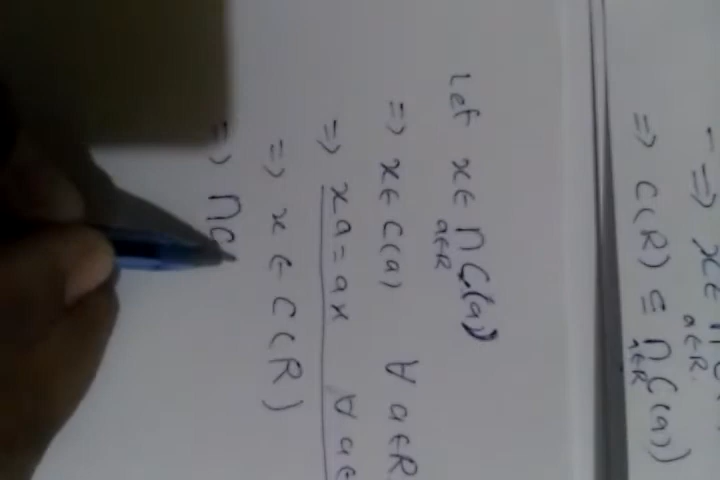 ⇒ x ∈ ∩
a∈R
⇒ C(R) ⊆ ∩ C(a))
a∈R
Let x ∈ ∩ C(a))
a∈R
⇒ x ∈ C(a) ∀ a ∈ R
⇒ xa = ax ∀ a ∈
⇒ x ∈ C(R)
⇒ ∩ C